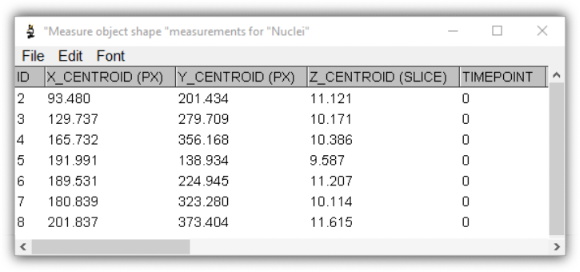 "Measure object shape "measurements for "Nuclei"
File Edit Font
ID X_CENTROID (PX) Y_CENTROID (PX) Z_CENTROID (SLICE) TIMEPOINT
2 93.480 201.434 11.121 0
3 129.737 279.709 10.171 0
4 165.732 356.168 10.386 0
5 191.991 138.934 9.587 0
6 189.531 224.945 11.207 0
7 180.839 323.280 10.114 0
8 201.837 373.404 11.615 0